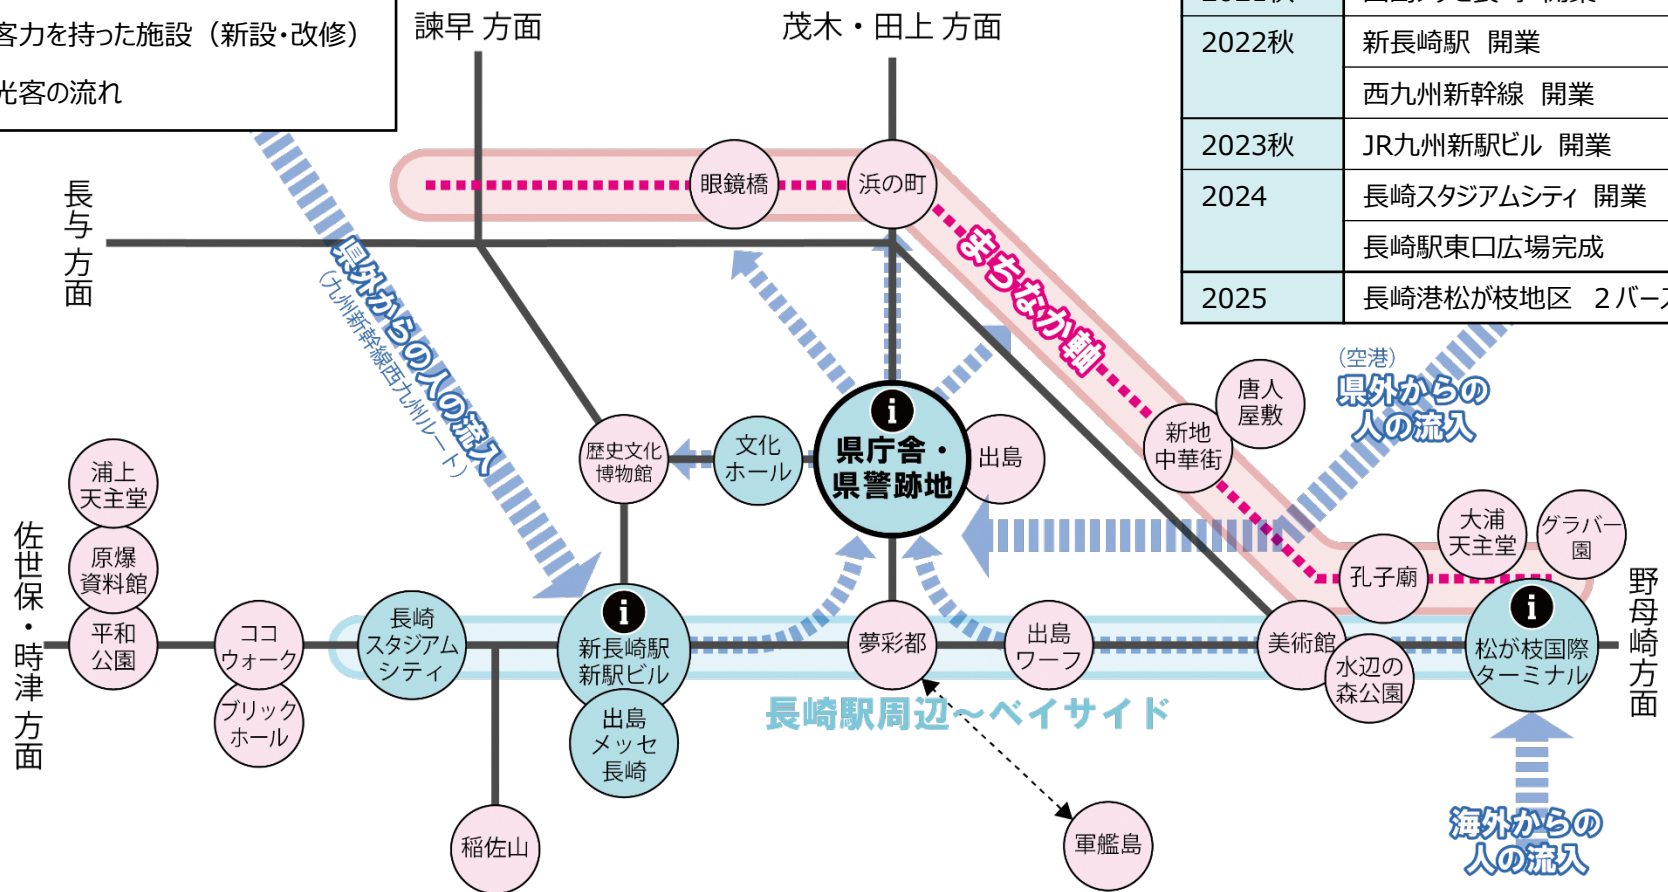 客力を持った施設（新設・改修）
光客の流れ
諫早 方面
茂木・田上 方面
2022秋
新長崎駅 開業
西九州新幹線 開業
2023秋
JR九州新駅ビル 開業
2024
長崎スタジアムシティ 開業
長崎駅東口広場完成
2025
長崎港松が枝地区 2バース
長与 方面
眼鏡橋
浜の町
まちなか軸
県外からの人の流入
（九州新幹線西九州ルート）
（空港）
県外からの
人の流入
唐人
屋敷
新地
中華街
歴史文化
博物館
文化
ホール
i
県庁舎・
県警跡地
出島
浦上
天主堂
原爆
資料館
平和
公園
佐世保・時津 方面
ココ
ウォーク
ブリック
ホール
長崎
スタジアム
シティ
i
新長崎駅
新駅ビル
出島
メッセ
長崎
夢彩都
出島
ワーフ
美術館
水辺の
森公園
孔子廟
大浦
天主堂
グラバー
園
i
松が枝国際
ターミナル
野母崎方面
長崎駅周辺～ベイサイド
稲佐山
軍艦島
海外からの
人の流入